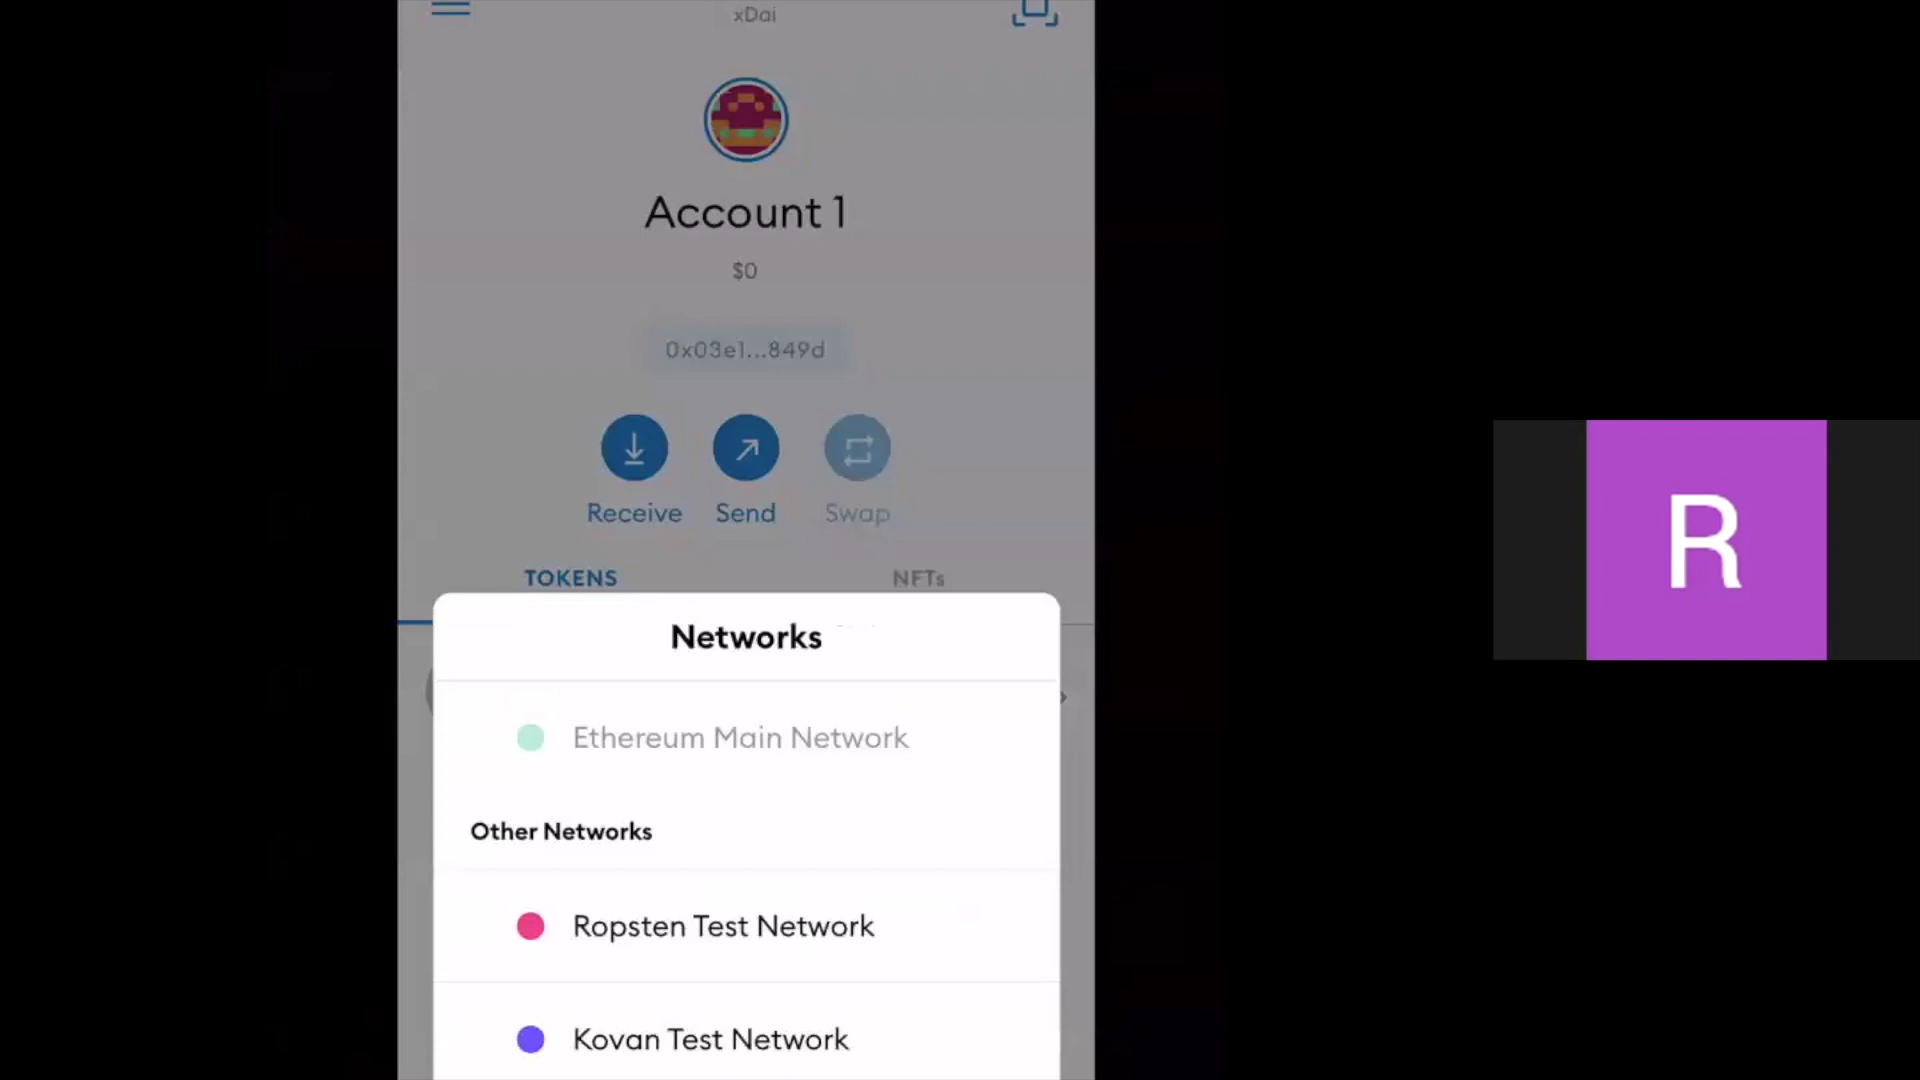 xDai
Account 1
$0
0x03e1...849d
Receive Send Swap
TOKENS NFTs
Networks
Ethereum Main Network
Other Networks
Ropsten Test Network
Kovan Test Network
R